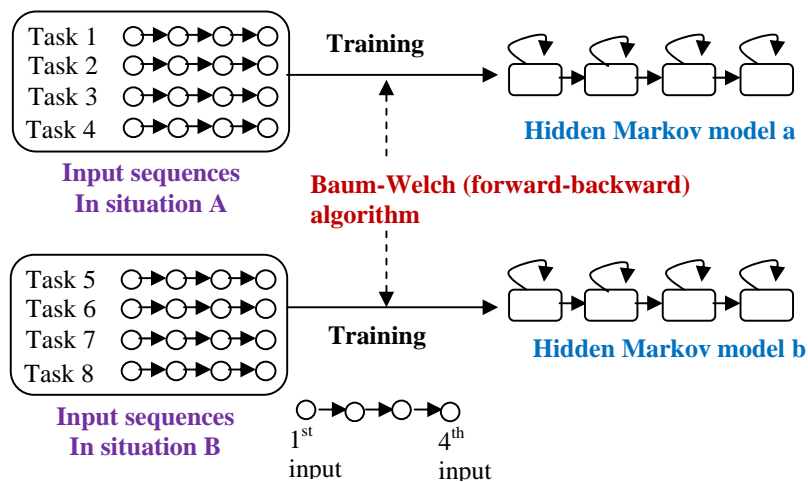 Task 1
Task 2
Task 3
Task 4
Input sequences
In situation A
Training
Hidden Markov model a
Baum-Welch (forward-backward)
algorithm
Task 5
Task 6
Task 7
Task 8
Input sequences
In situation B
Training
Hidden Markov model b
1st
input
4th
input